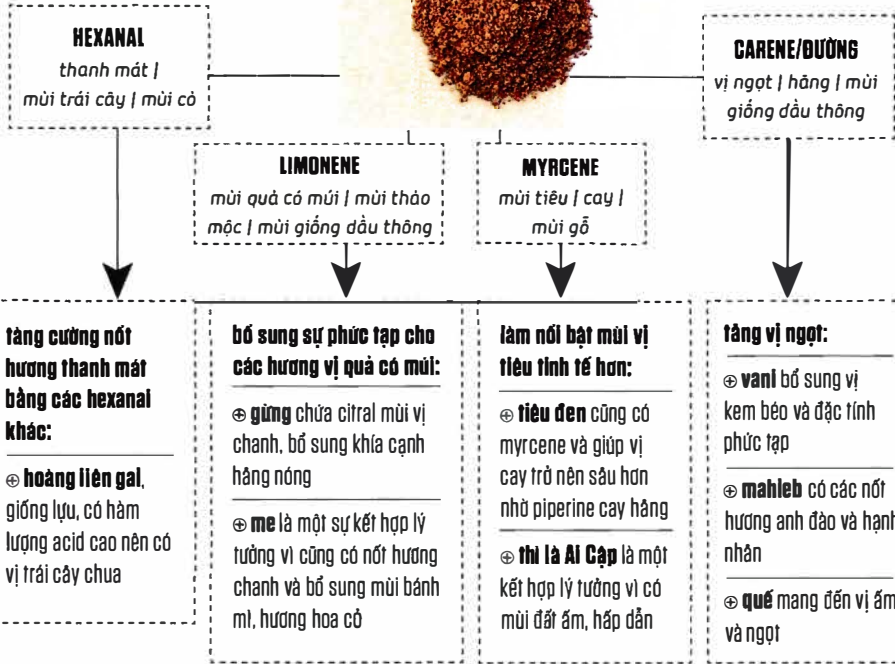 HEXANAL
thanh mát |
mùi trái cây | mùi cỏ
CARENE/ĐƯỜNG
vị ngọt | hăng | mùi
giống dầu thông
LIMONENE
mùi quả có múi | mùi thảo
mộc | mùi giống dầu thông
MYRCENE
mùi tiêu | cay |
mùi gỗ
tăng cường nốt
hương thanh mát
bằng các hexanal
khác:
⊕ hoàng liên gai,
giống lựu, có hàm
lượng acid cao nên có
vị trái cây chua
bổ sung sự phức tạp cho
các hương vị quả có múi:
⊕ gừng chứa citral mùi vị
chanh, bổ sung khía cạnh
hăng nóng
⊕ me là một sự kết hợp lý
tưởng vì cũng có nốt hương
chanh và bổ sung mùi bánh
mì, hương hoa cỏ
làm nổi bật mùi vị
tiêu tinh tế hơn:
⊕ tiêu đen cũng có
myrcene và giúp vị
cay trở nên sâu hơn
nhờ piperine cay hăng
⊕ thì là Ai Cập là một
kết hợp lý tưởng vì có
mùi đất ấm, hấp dẫn
tăng vị ngọt:
⊕ vani bổ sung vị
kem béo và đặc tính
phức tạp
⊕ mahleb có các nốt
hương anh đào và hạnh
nhân
⊕ quế mang đến vị ấm
và ngọt